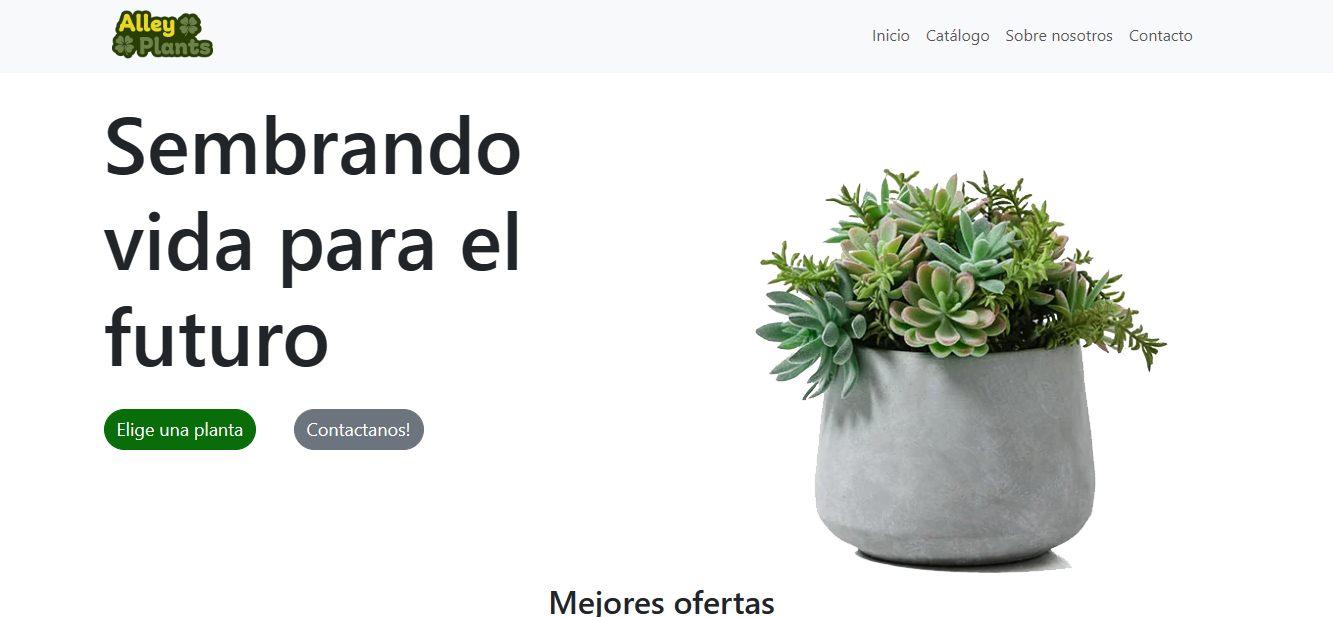 Alley
Plants
Inicio Catálogo Sobre nosotros Contacto
Sembrando
vida para el
futuro
Elige una planta Contactanos!
Mejores ofertas